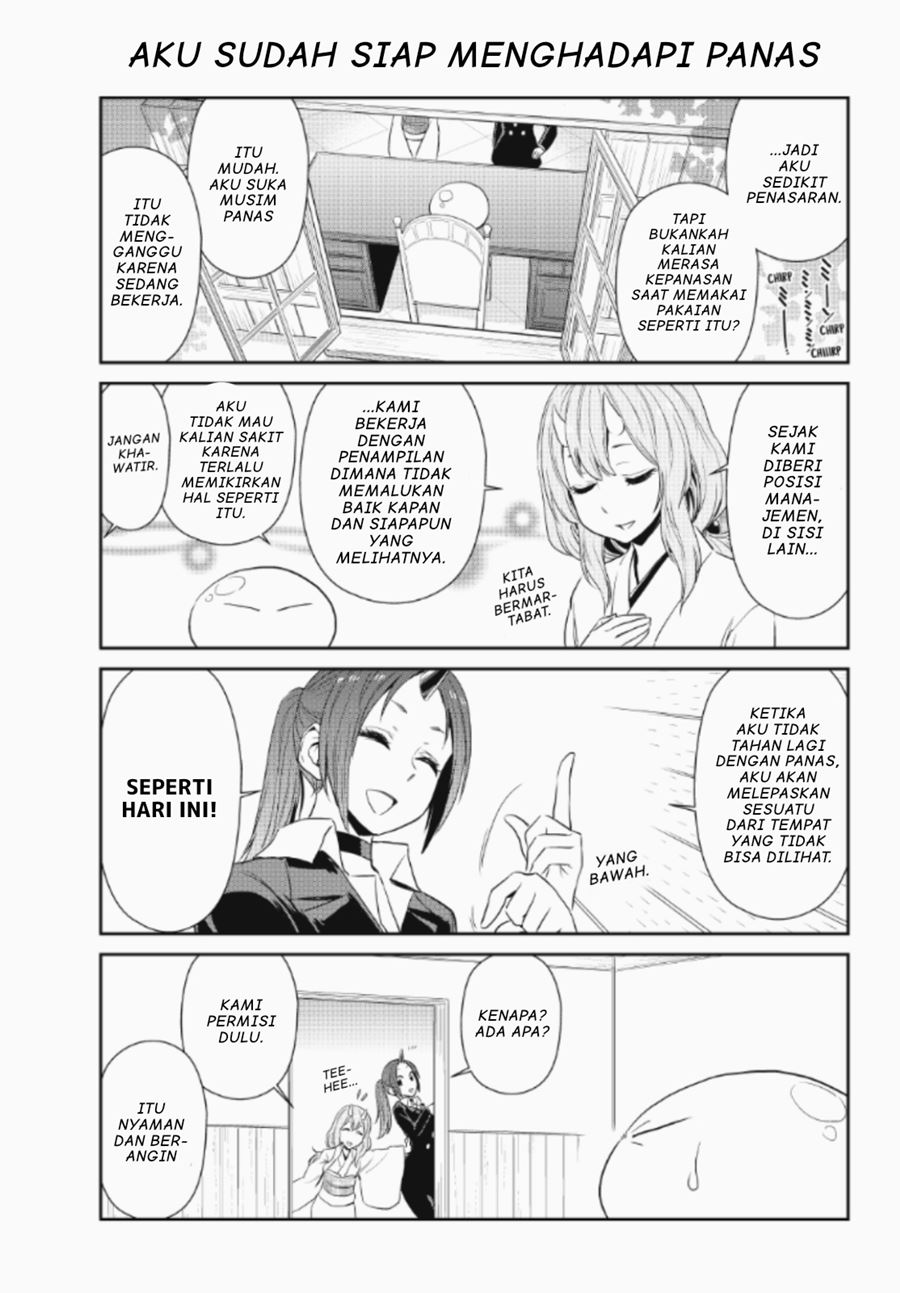 AKU SUDAH SIAP MENGHADAPI PANAS
...JADI
AKU
SEDIKIT
PENASARAN.
CHIRP
CHIRP
CHIIIRP
TAPI
BUKANKAH
KALIAN
MERASA
KEPANASAN
SAAT MEMAKAI
PAKAIAN
SEPERTI ITU?
ITU
MUDAH.
AKU SUKA
MUSIM
PANAS
ITU
TIDAK
MENG-
GANGGU
KARENA
SEDANG
BEKERJA.
SEJAK
KAMI
DIBERI
POSISI
MANA-
JEMEN,
DI SISI
LAIN...
KITA
HARUS
BERMAR-
TABAT.
...KAMI
BEKERJA
DENGAN
PENAMPILAN
DIMANA TIDAK
MEMALUKAN
BAIK KAPAN
DAN SIAPAPUN
YANG
MELIHATNYA.
AKU
TIDAK MAU
KALIAN SAKIT
KARENA
TERLALU
MEMIKIRKAN
HAL SEPERTI
ITU.
JANGAN
KHA-
WATIR.
KETIKA
AKU TIDAK
TAHAN LAGI
DENGAN PANAS,
AKU AKAN
MELEPASKAN
SESUATU
DARI TEMPAT
YANG TIDAK
BISA DILIHAT.
YANG
BAWAH.
SEPERTI
HARI INI!
KENAPA?
ADA APA?
TEE-
HEE...
KAMI
PERMISI
DULU.
ITU
NYAMAN
DAN BER-
ANGIN